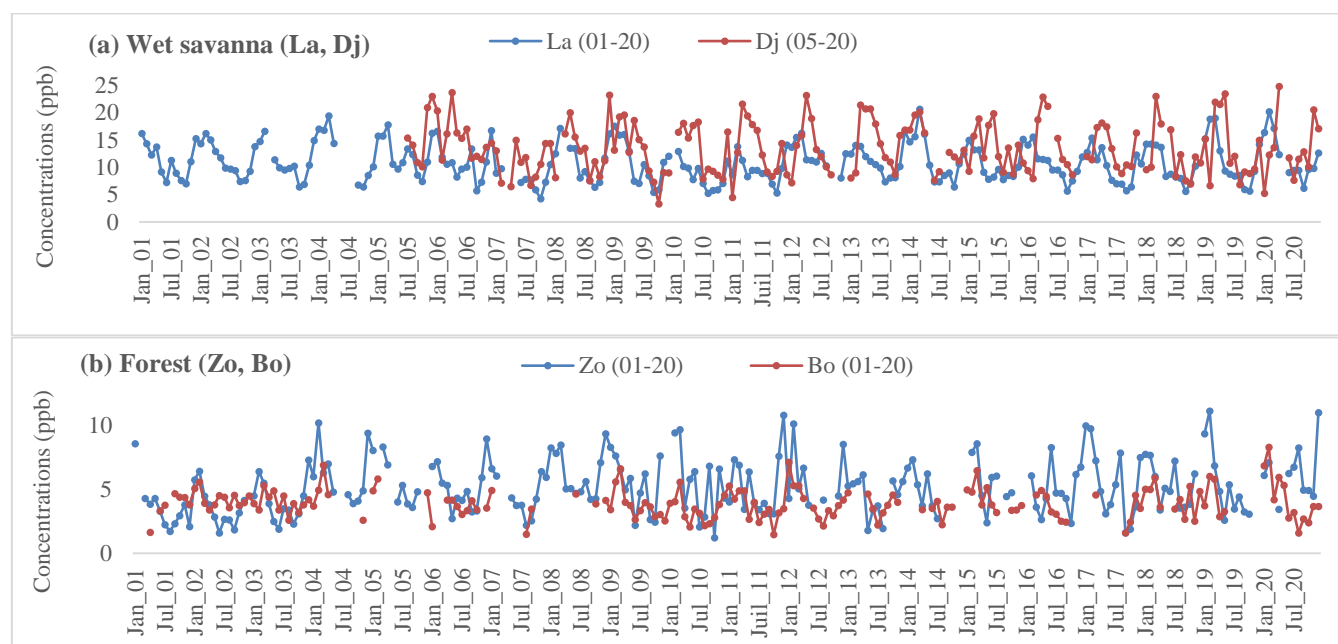 (a) Wet savanna (La, Dj)
La (01-20)
Dj (05-20)
Concentrations (ppb)
25
20
15
10
5
0
Jan_01
Jul_01
Jan_02
Jul_02
Jan_03
Jul_03
Jan_04
Jul_04
Jan_05
Jul_05
Jan_06
Jul_06
Jan_07
Jul_07
Jan_08
Jul_08
Jan_09
Jul_09
Jan_10
Jul_10
Jan_11
Juil_11
Jan_12
Jul_12
Jan_13
Jul_13
Jan_14
Jul_14
Jan_15
Jul_15
Jan_16
Jul_16
Jan_17
Jul_17
Jan_18
Jul_18
Jan_19
Jul_19
Jan_20
Jul_20
(b) Forest (Zo, Bo)
Zo (01-20)
Bo (01-20)
Concentrations (ppb)
10
5
0
Jan_01
Jul_01
Jan_02
Jul_02
Jan_03
Jul_03
Jan_04
Jul_04
Jan_05
Jul_05
Jan_06
Jul_06
Jan_07
Jul_07
Jan_08
Jul_08
Jan_09
Jul_09
Jan_10
Jul_10
Jan_11
Juil_11
Jan_12
Jul_12
Jan_13
Jul_13
Jan_14
Jul_14
Jan_15
Jul_15
Jan_16
Jul_16
Jan_17
Jul_17
Jan_18
Jul_18
Jan_19
Jul_19
Jan_20
Jul_20